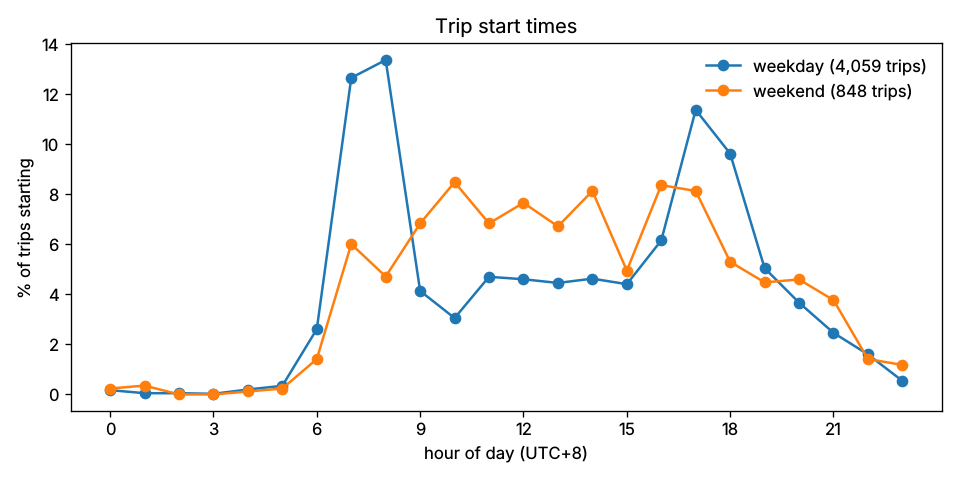 Trip start times
weekday (4,059 trips)
weekend (848 trips)
% of trips starting
14
12
10
8
6
4
2
0
0 3 6 9 12 15 18 21
hour of day (UTC+8)